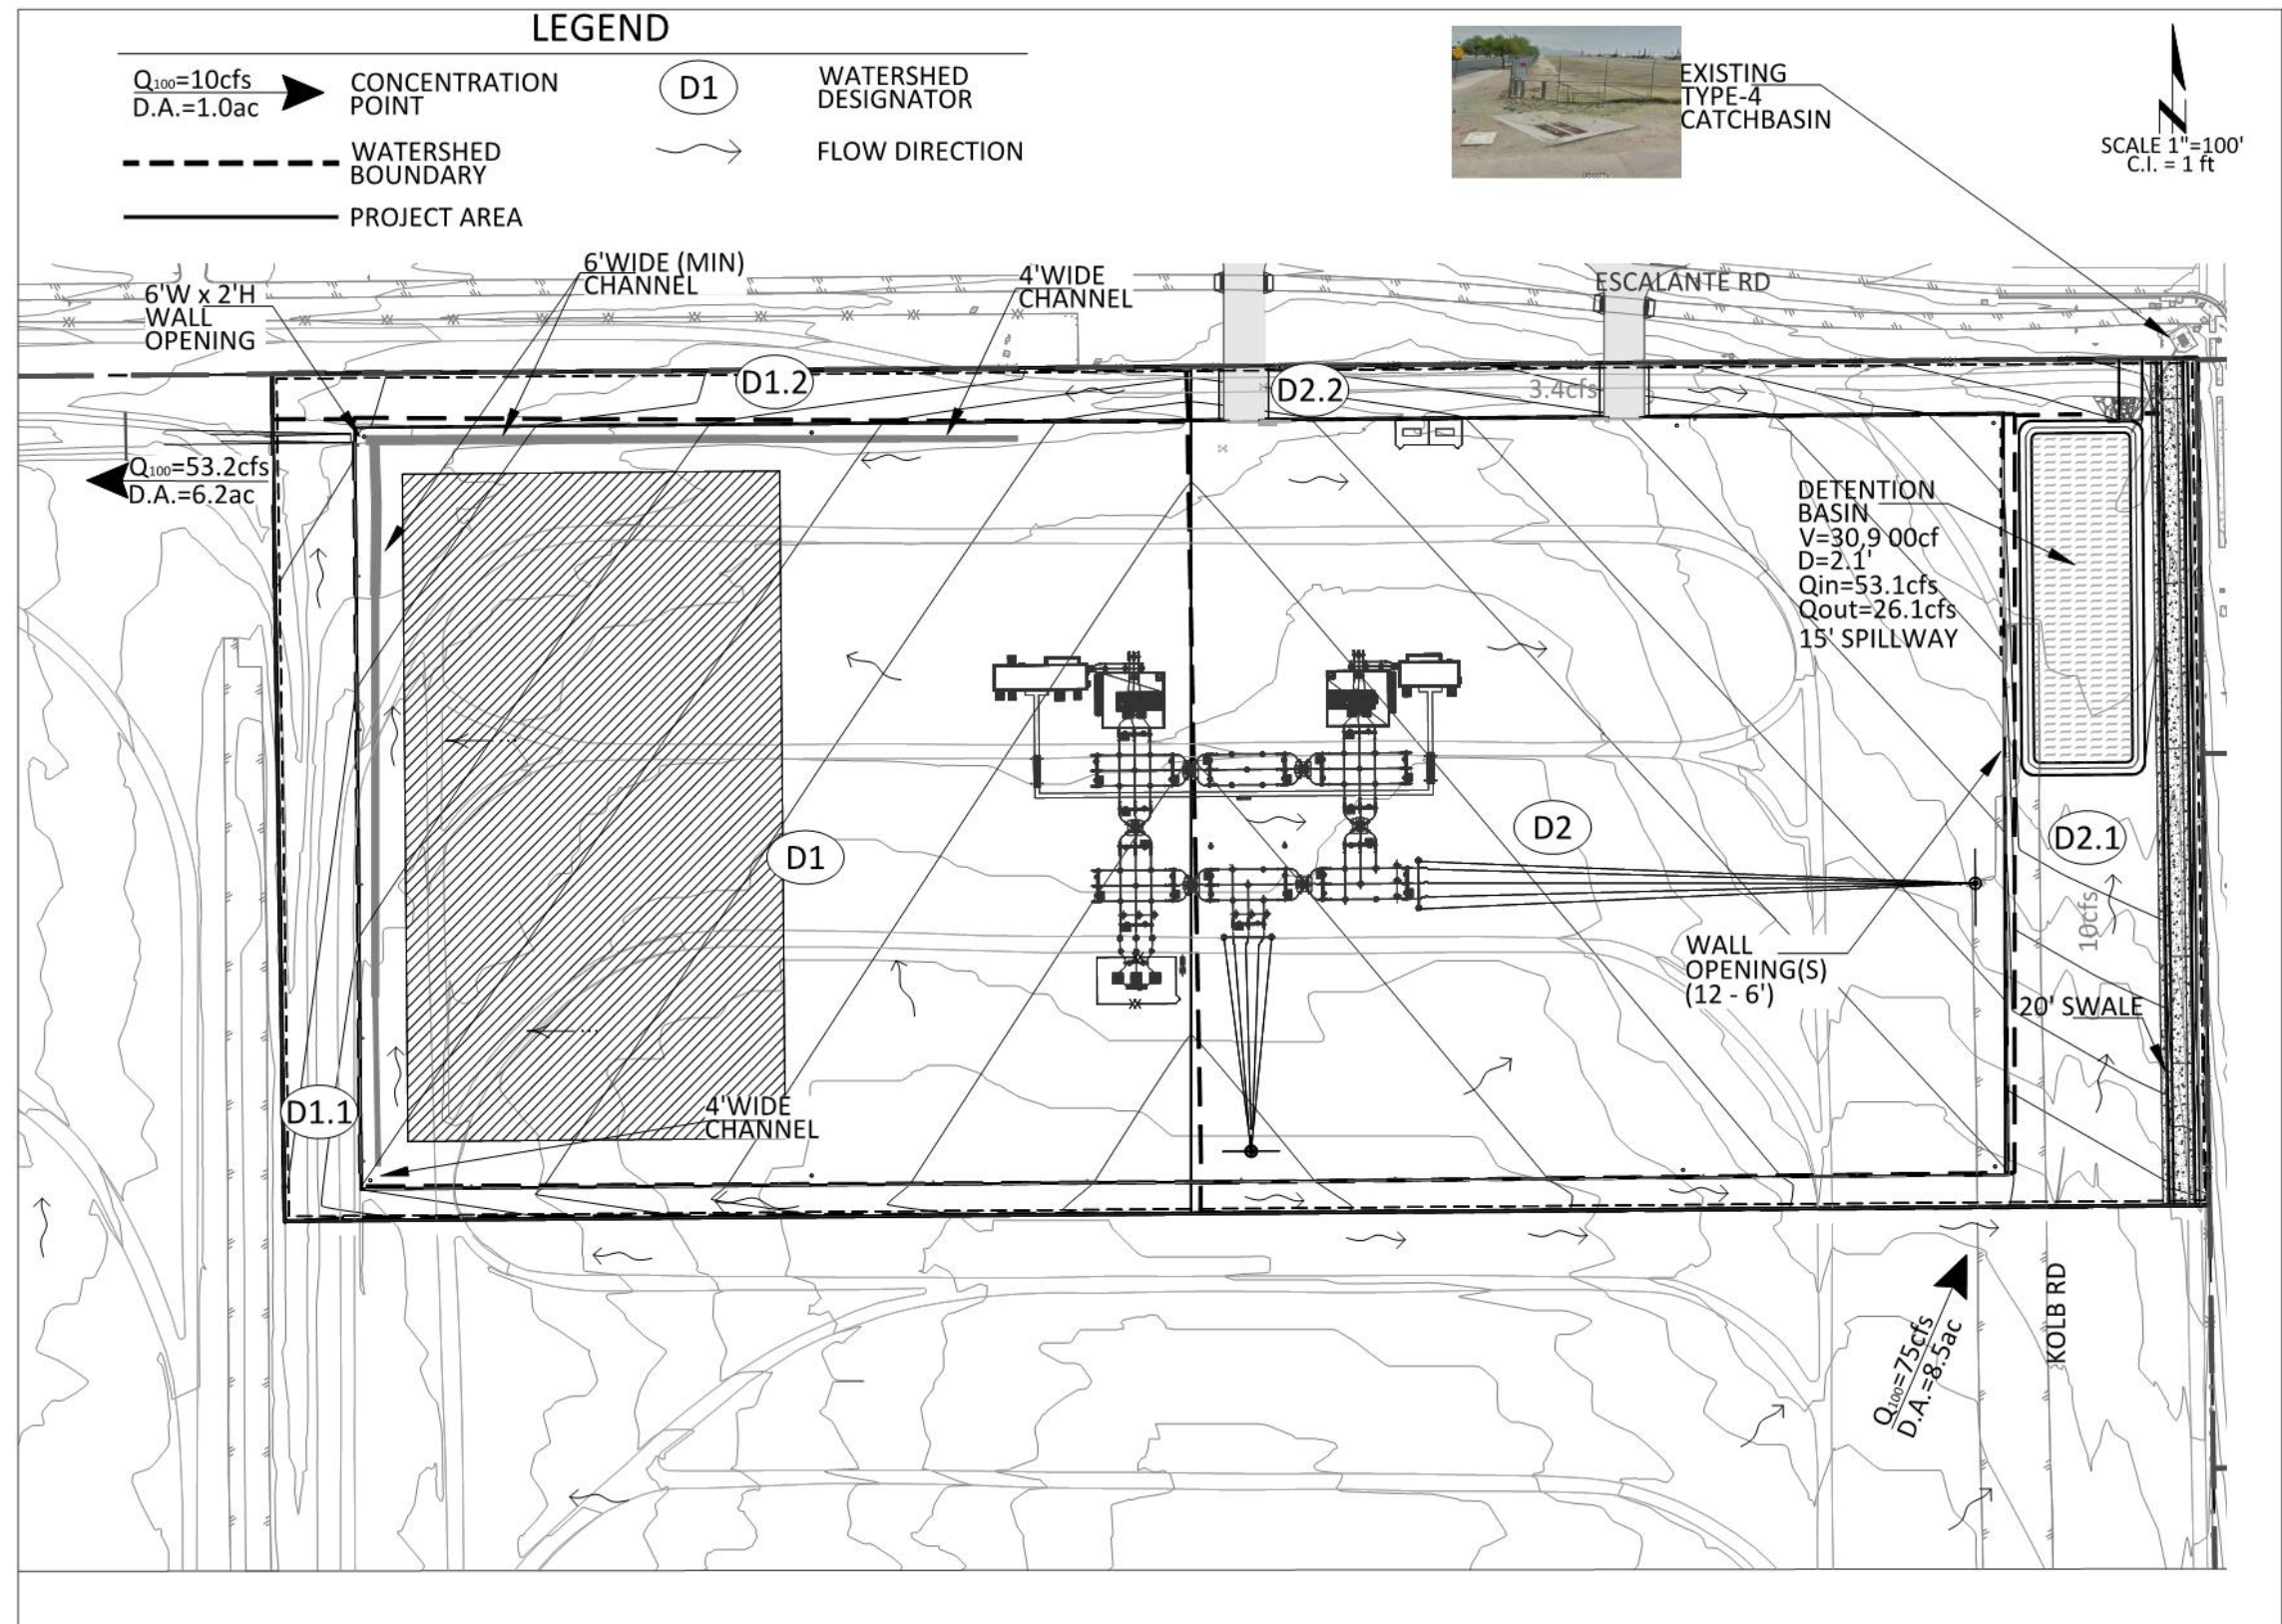 LEGEND
Q100=10cfs
D.A.=1.0ac
CONCENTRATION
POINT
D1
WATERSHED
DESIGNATOR
WATERSHED
BOUNDARY
FLOW DIRECTION
PROJECT AREA
EXISTING
TYPE-4
CATCHBASIN
N
SCALE 1"=100'
C.I. = 1 ft
6'W x 2'H
WALL
OPENING
6'WIDE (MIN)
CHANNEL
4'WIDE
CHANNEL
ESCALANTE RD
D1.2
D2.2
3.4cfs
Q100=53.2cfs
D.A.=6.2ac
DETENTION
BASIN
V=30,9 00cf
D=2.1'
Qin=53.1cfs
Qout=26.1cfs
15' SPILLWAY
D1
D2
D2.1
10cfs
WALL
OPENING(S)
(12 - 6')
20' SWALE
D1.1
4'WIDE
CHANNEL
Q100=75cfs
D.A.=8.5ac
KOLB RD